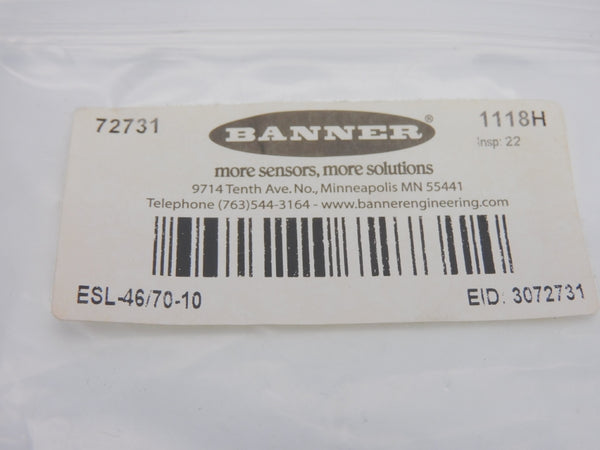 72731
BANNER®
1118H
Insp: 22
more sensors, more solutions
9714 Tenth Ave. No., Minneapolis MN 55441
Telephone (763)544-3164 - www.bannerengineering.com
ESL-46/70-10
EID: 3072731